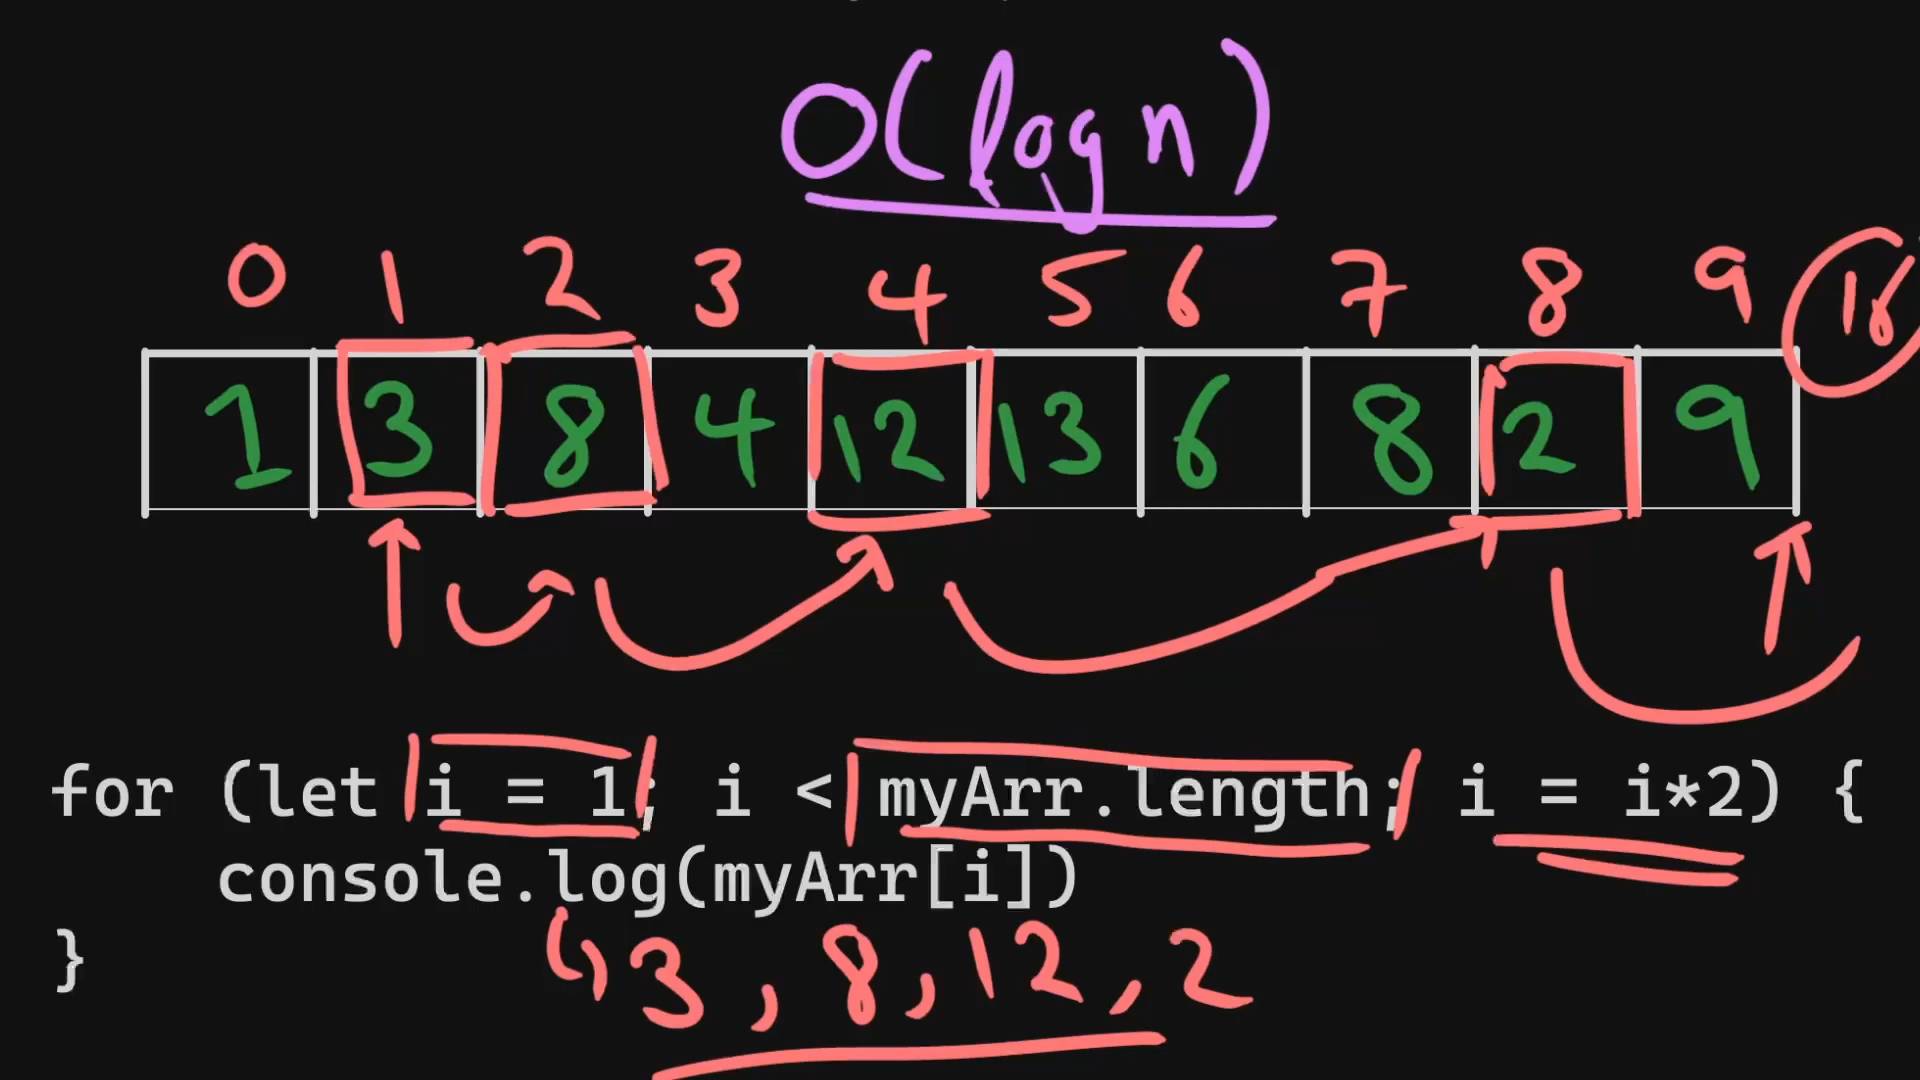 O(log n)
0 1 2 3 4 5 6 7 8 9 16
1 3 8 4 12 13 6 8 2 9
for (let i = 1; i < myArr.length; i = i*2) {
console.log(myArr[i])
}
3, 8, 12, 2